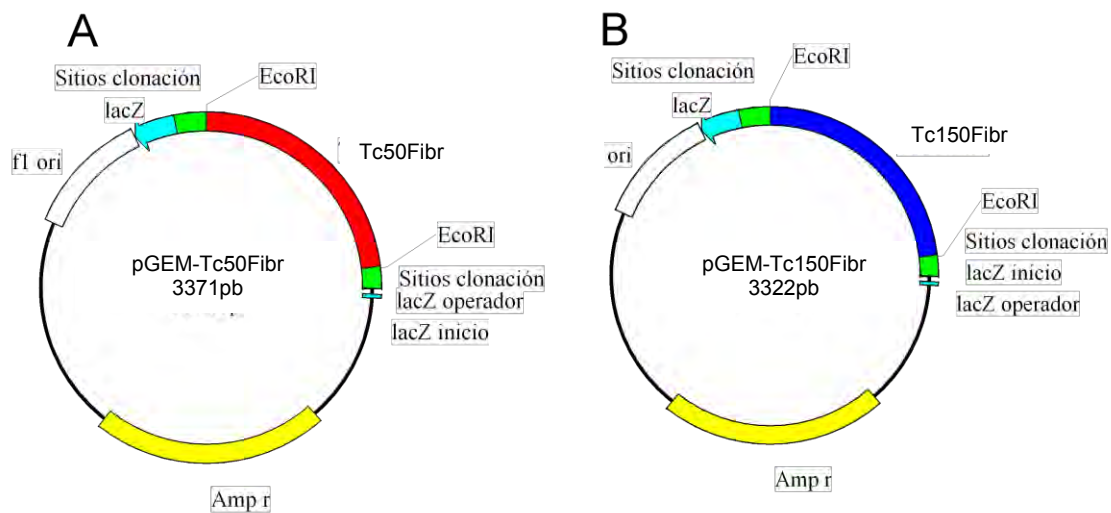 A
Sitios clonación
EcoRI
lacZ
f1 ori
Tc50Fibr
EcoRI
pGEM-Tc50Fibr
3371pb
Sitios clonación
lacZ operador
lacZ inicio
Amp r
B
Sitios clonación
EcoRI
lacZ
ori
Tc150Fibr
EcoRI
pGEM-Tc150Fibr
3322pb
Sitios clonación
lacZ inicio
lacZ operador
Amp r